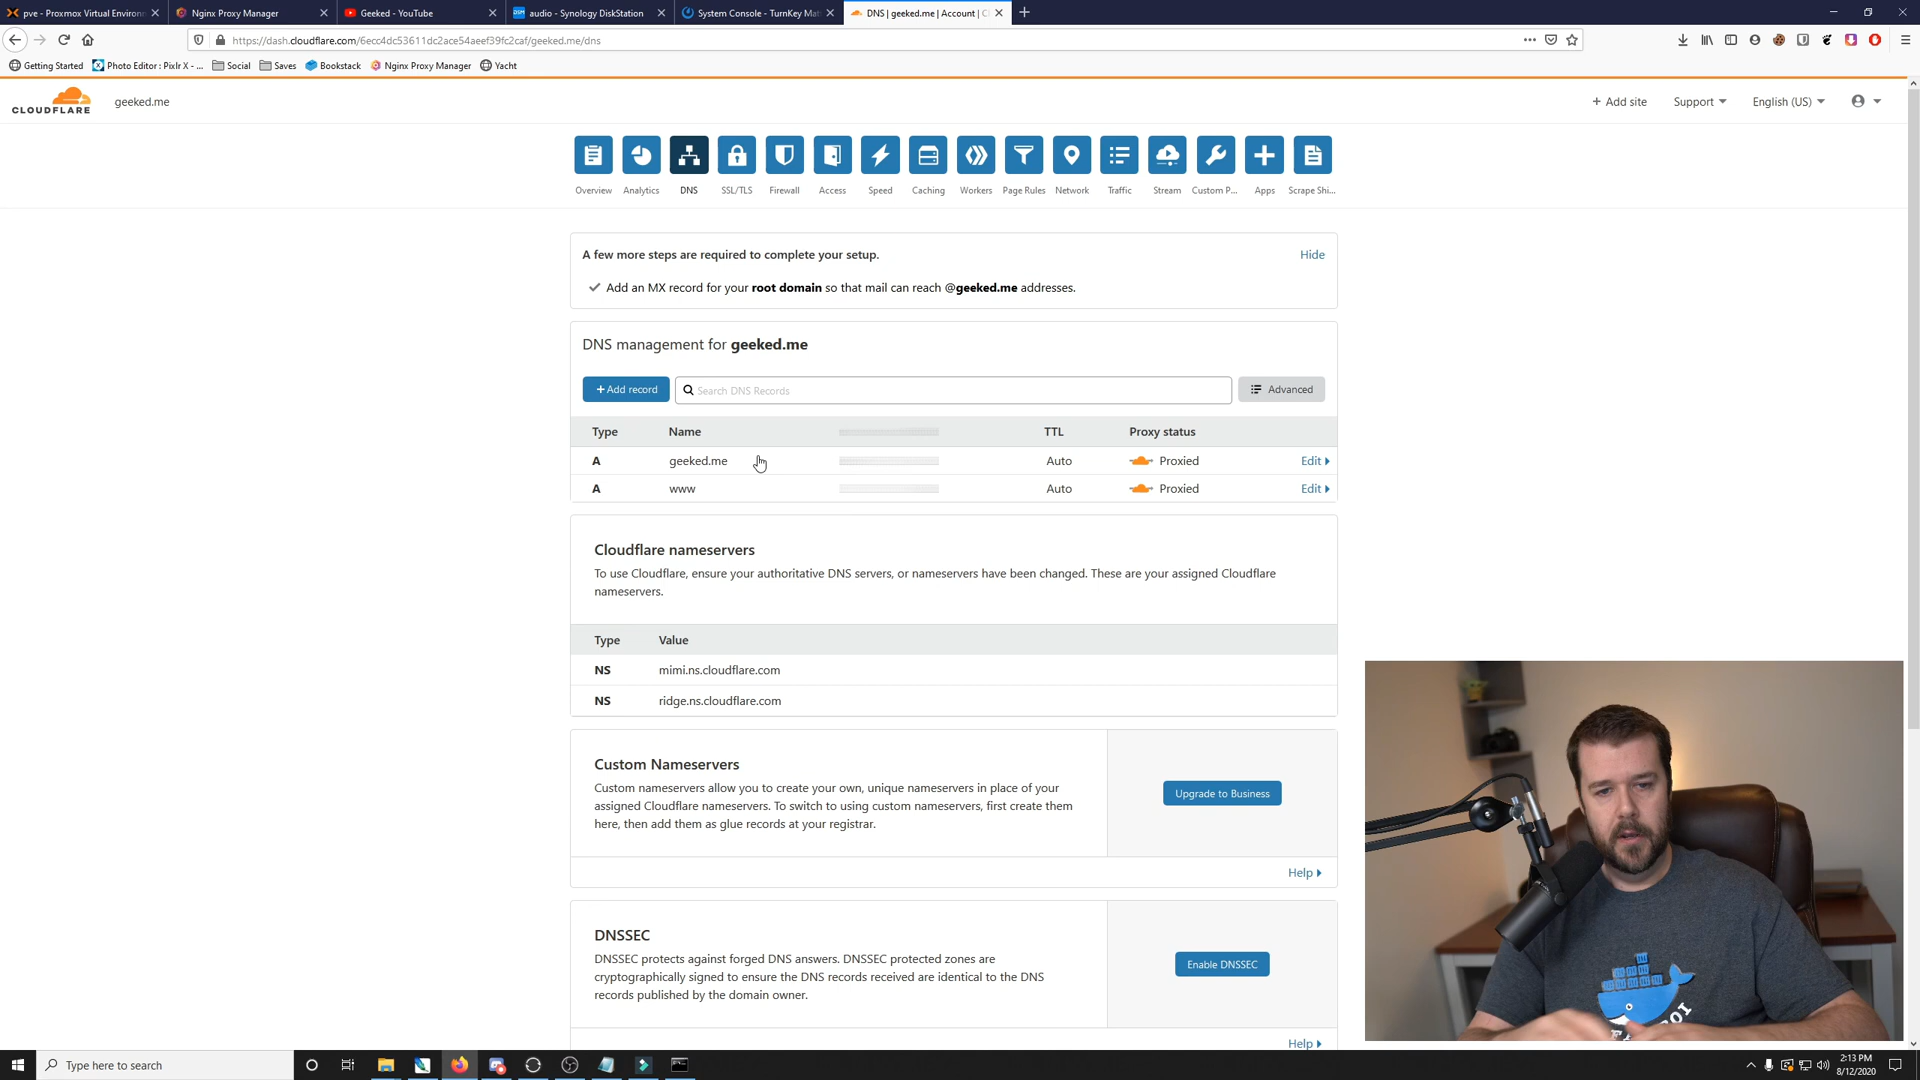 pve - Proxmox Virtual Environ
Nginx Proxy Manager
Geeked - YouTube
DSM audio - Synology DiskStation
System Console - TurnKey Mat
DNS | geeked.me | Account | C
https://dash.cloudflare.com/6ecc4dc53611dc2ace54aeef39fc2caf/geeked.me/dns
Getting Started
Photo Editor : Pixlr X - ...
Social
Saves
Bookstack
Nginx Proxy Manager
Yacht
CLOUDFLARE
geeked.me
+ Add site
Support
English (US)
Overview
Analytics
DNS
SSL/TLS
Firewall
Access
Speed
Caching
Workers
Page Rules
Network
Traffic
Stream
Custom P...
Apps
Scrape Shi...
A few more steps are required to complete your setup.
Hide
Add an MX record for your root domain so that mail can reach @geeked.me addresses.
DNS management for geeked.me
+ Add record
Search DNS Records
Advanced
Type Name TTL Proxy status
A geeked.me Auto Proxied Edit
A www Auto Proxied Edit
Cloudflare nameservers
To use Cloudflare, ensure your authoritative DNS servers, or nameservers have been changed. These are your assigned Cloudflare
nameservers.
Type Value
NS mimi.ns.cloudflare.com
NS ridge.ns.cloudflare.com
Custom Nameservers
Custom nameservers allow you to create your own, unique nameservers in place of your
assigned Cloudflare nameservers. To switch to using custom nameservers, first create them
here, then add them as glue records at your registrar.
Upgrade to Business
Help
DNSSEC
DNSSEC protects against forged DNS answers. DNSSEC protected zones are
cryptographically signed to ensure the DNS records received are identical to the DNS
records published by the domain owner.
Enable DNSSEC
Help
Type here to search
2:13 PM
8/12/2020